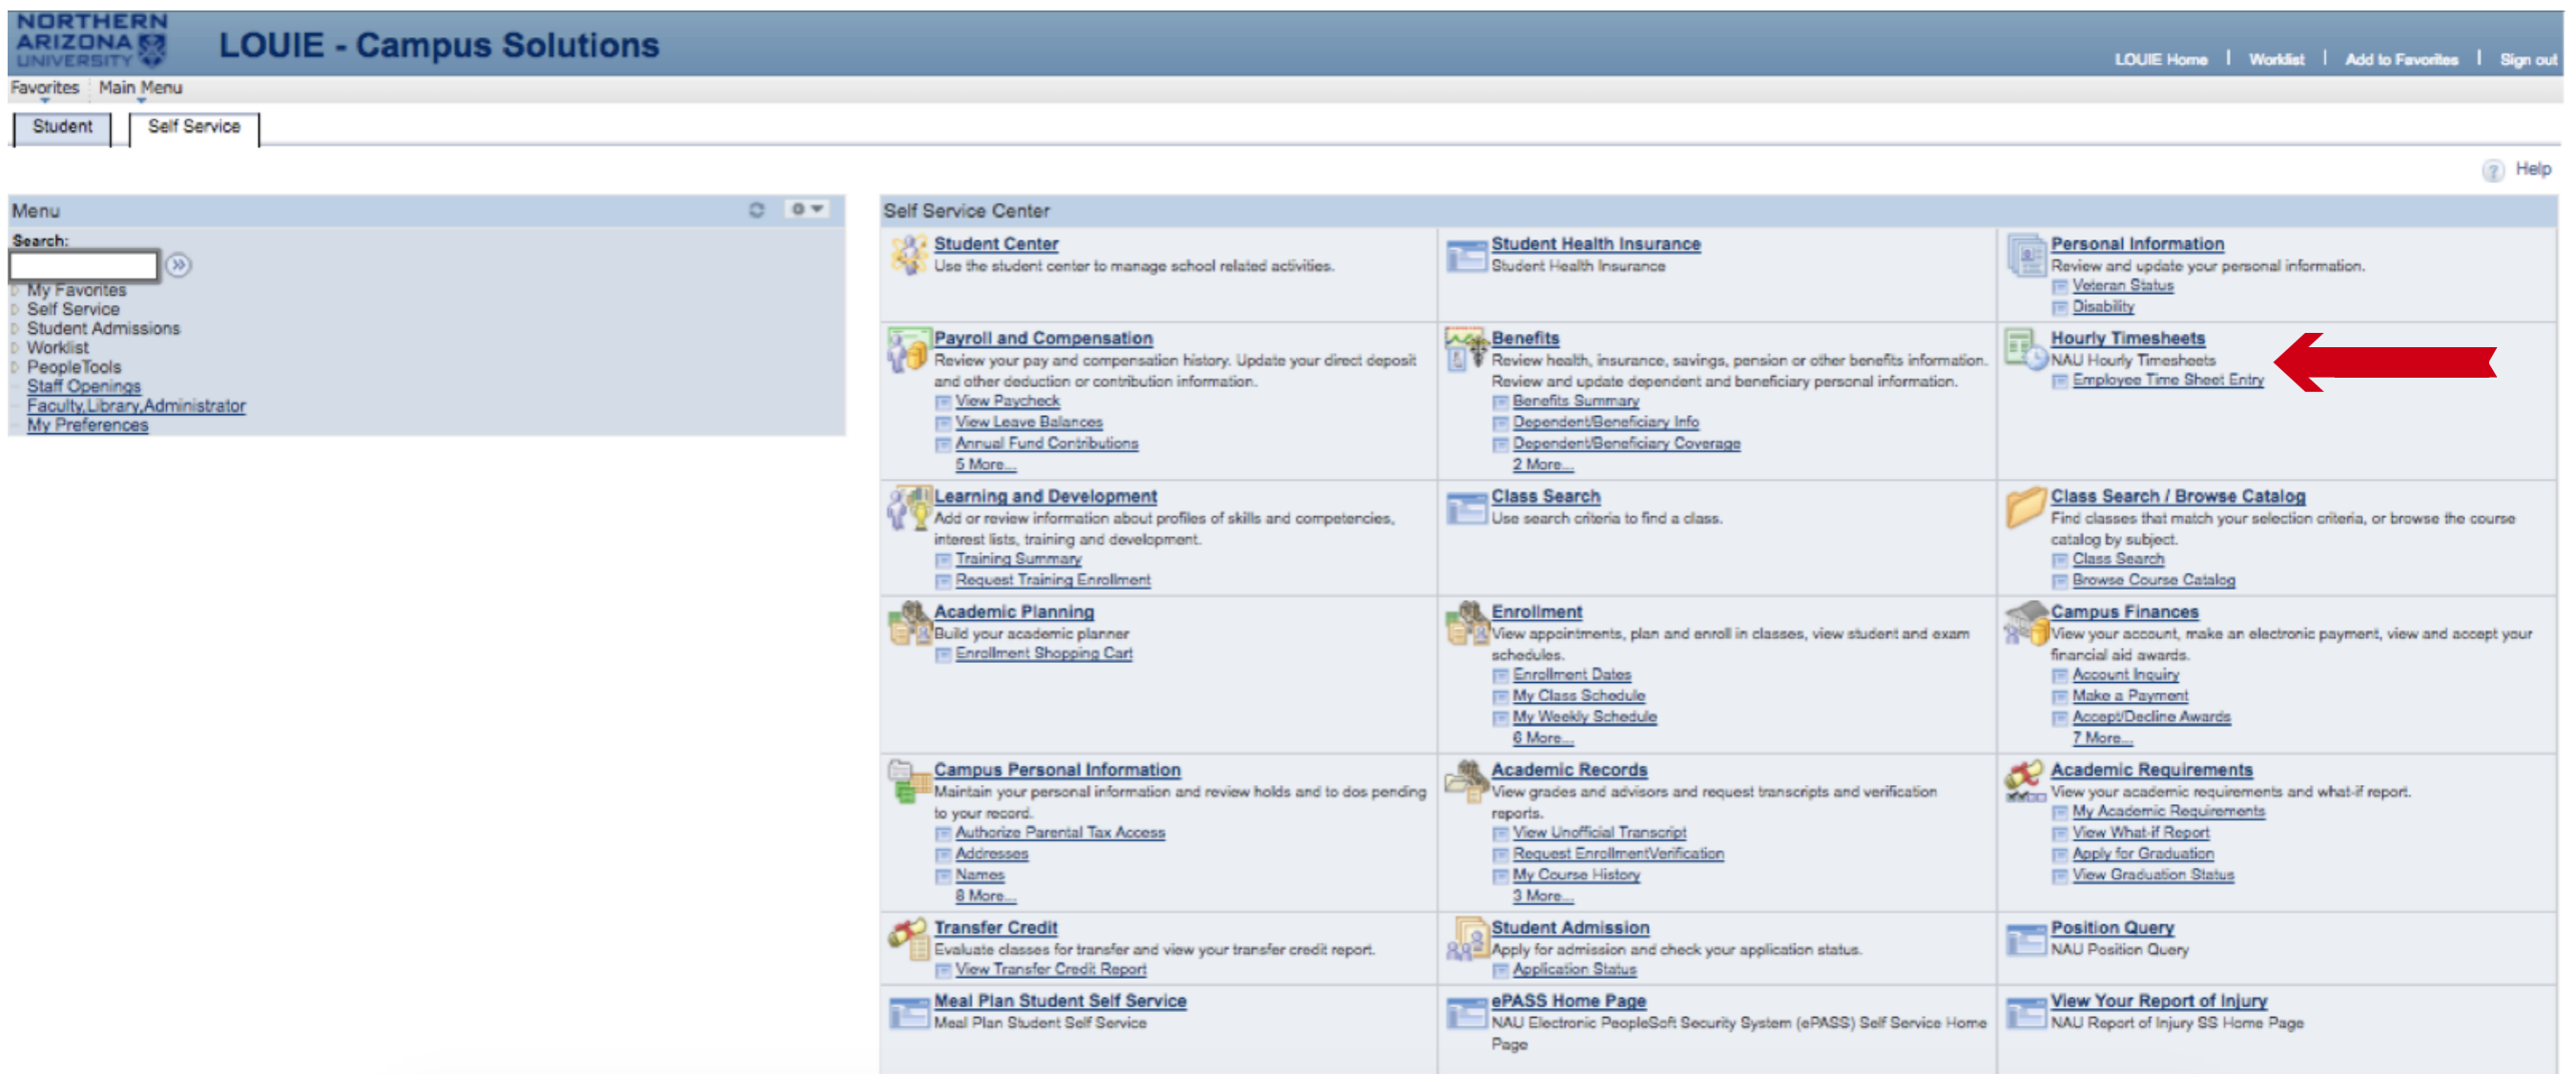 NORTHERN
ARIZONA
UNIVERSITY
LOUIE - Campus Solutions
LOUIE Home | Worklist | Add to Favorites | Sign out
Favorites Main Menu
Student Self Service
Help
Menu
Search:
My Favorites
Self Service
Student Admissions
Worklist
PeopleTools
Staff Openings
Faculty,Library,Administrator
My Preferences
Self Service Center
Student Center
Use the student center to manage school related activities.
Student Health Insurance
Student Health Insurance
Personal Information
Review and update your personal information.
Veteran Status
Disability
Payroll and Compensation
Review your pay and compensation history. Update your direct deposit
and other deduction or contribution information.
View Paycheck
View Leave Balances
Annual Fund Contributions
5 More...
Benefits
Review health, insurance, savings, pension or other benefits information.
Review and update dependent and beneficiary personal information.
Benefits Summary
Dependent/Beneficiary Info
Dependent/Beneficiary Coverage
2 More...
Hourly Timesheets
NAU Hourly Timesheets
Employee Time Sheet Entry
Learning and Development
Add or review information about profiles of skills and competencies,
interest lists, training and development.
Training Summary
Request Training Enrollment
Class Search
Use search criteria to find a class.
Class Search / Browse Catalog
Find classes that match your selection criteria, or browse the course
catalog by subject.
Class Search
Browse Course Catalog
Academic Planning
Build your academic planner
Enrollment Shopping Cart
Enrollment
View appointments, plan and enroll in classes, view student and exam
schedules.
Enrollment Dates
My Class Schedule
My Weekly Schedule
6 More...
Campus Finances
View your account, make an electronic payment, view and accept your
financial aid awards.
Account Inquiry
Make a Payment
Accept/Decline Awards
7 More...
Campus Personal Information
Maintain your personal information and review holds and to dos pending
to your record.
Authorize Parental Tax Access
Addresses
Names
8 More...
Academic Records
View grades and advisors and request transcripts and verification
reports.
View Unofficial Transcript
Request EnrollmentVerification
My Course History
3 More...
Academic Requirements
View your academic requirements and what-if report.
My Academic Requirements
View What-if Report
Apply for Graduation
View Graduation Status
Transfer Credit
Evaluate classes for transfer and view your transfer credit report.
View Transfer Credit Report
Student Admission
Apply for admission and check your application status.
Application Status
Position Query
NAU Position Query
Meal Plan Student Self Service
Meal Plan Student Self Service
ePASS Home Page
NAU Electronic PeopleSoft Security System (ePASS) Self Service Home
Page
View Your Report of Injury
NAU Report of Injury SS Home Page